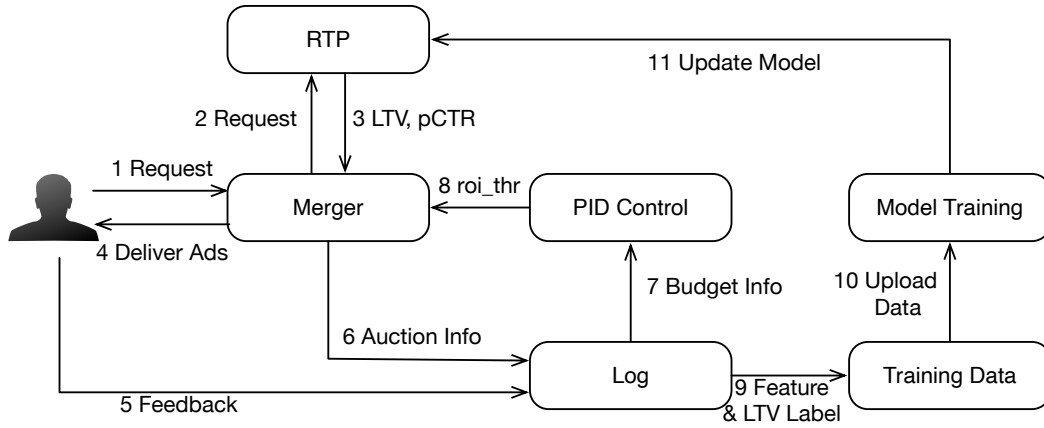 RTP
11 Update Model
2 Request
3 LTV, pCTR
1 Request
8 roi_thr
Merger
PID Control
Model Training
4 Deliver Ads
7 Budget Info
10 Upload
Data
6 Auction Info
Log
Training Data
9 Feature
& LTV Label
5 Feedback